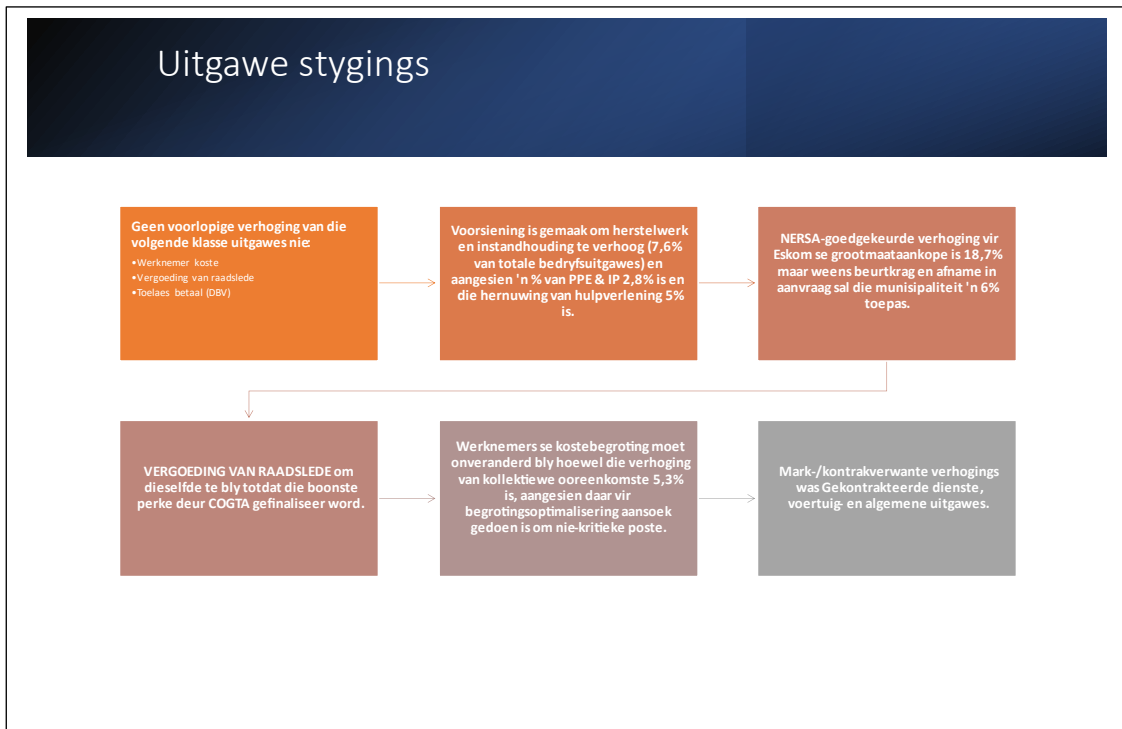 Uitgawe stygings
Geen voorlopige verhoging van die
volgende klasse uitgawes nie:
•Werknemer koste
•Vergoeding van raadslede
•Toelaes betaal (DBV)
Voorsiening is gemaak om herstelwerk
en instandhouding te verhoog (7,6%
van totale bedryfsuitgawes) en
aangesien 'n % van PPE & IP 2,8% is en
die hernuwing van hulpverlening 5%
is.
NERSA-goedgekeurde verhoging vir
Eskom se grootmaataankope is 18,7%
maar weens beurtkrag en afname in
aanvraag sal die munisipaliteit 'n 6%
toepas.
VERGOEDING VAN RAADSLEDE om
dieselfde te bly totdat die boonste
perke deur COGTA gefinaliseer word.
Werknemers se kostebegroting moet
onveranderd bly hoewel die verhoging
van kollektiewe ooreenkomste 5,3%
is, aangesien daar vir
begrotingsoptimalisering aansoek
gedoen is om nie-kritieke poste.
Mark-/kontrakverwante verhogings
was Gekontrakteerde dienste,
voertuig- en algemene uitgawes.